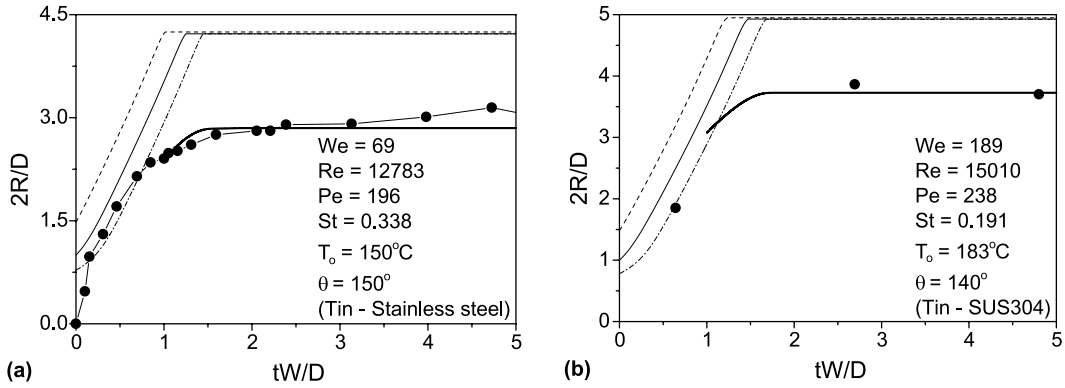 4.5
3.0
1.5
0.0
2R/D
0 1 2 3 4 5
tW/D
(a)
We = 69
Re = 12783
Pe = 196
St = 0.338
Tₒ = 150°C
θ = 150°
(Tin - Stainless steel)
5
4
3
2
1
0
2R/D
0 1 2 3 4 5
tW/D
(b)
We = 189
Re = 15010
Pe = 238
St = 0.191
Tₒ = 183°C
θ = 140°
(Tin - SUS304)